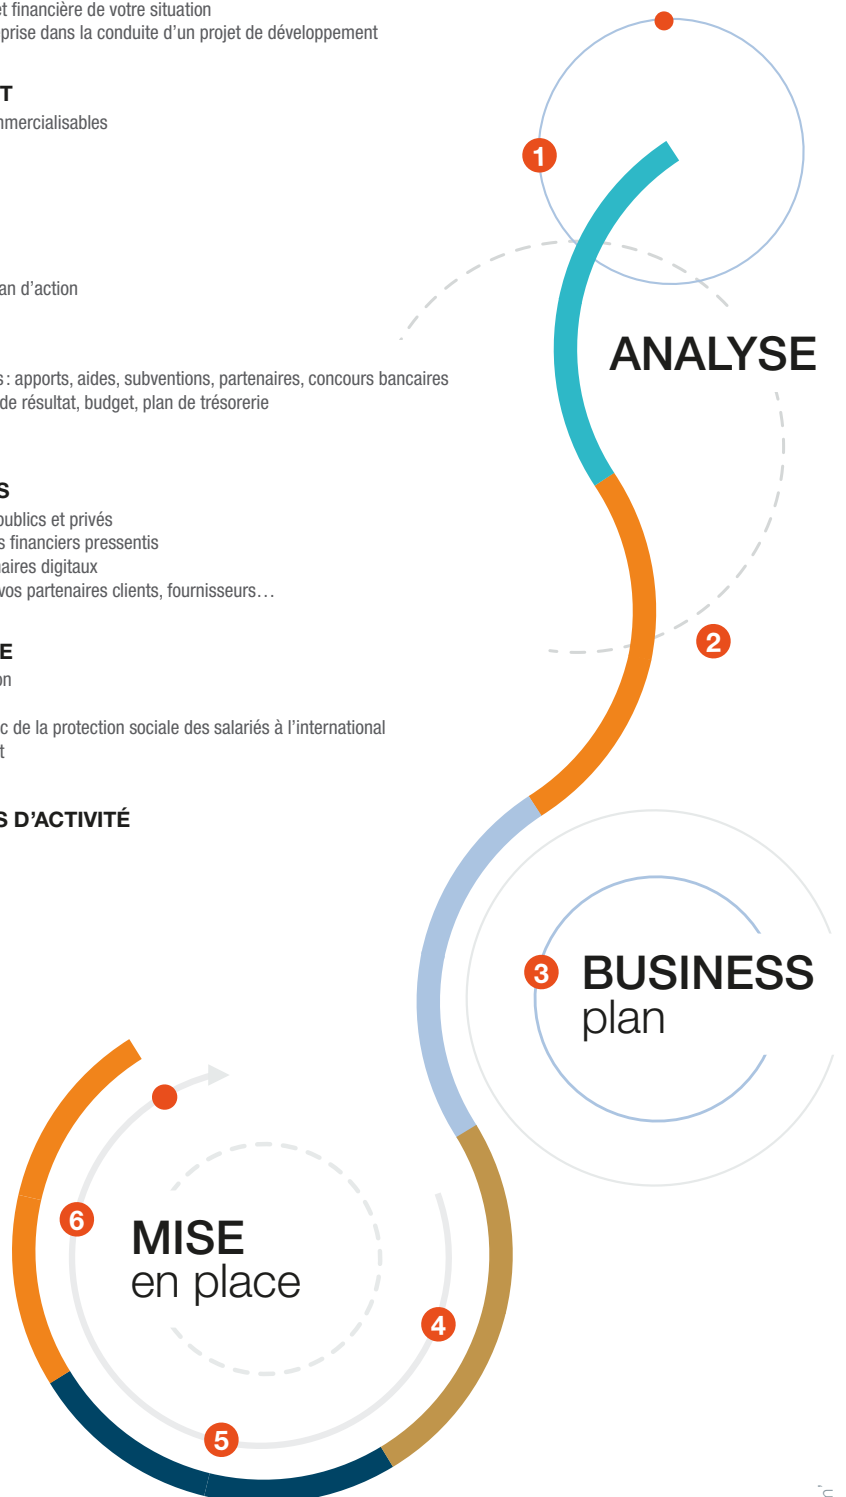 et financière de votre situation
prise dans la conduite d’un projet de développement
T
mmercialisables
an d’action
s : apports, aides, subventions, partenaires, concours bancaires
de résultat, budget, plan de trésorerie
S
publics et privés
s financiers pressentis
naires digitaux
vos partenaires clients, fournisseurs…
E
on
c de la protection sociale des salariés à l’international
t
S D’ACTIVITÉ
1
ANALYSE
2
3
BUSINESS
plan
4
5
6
MISE
en place